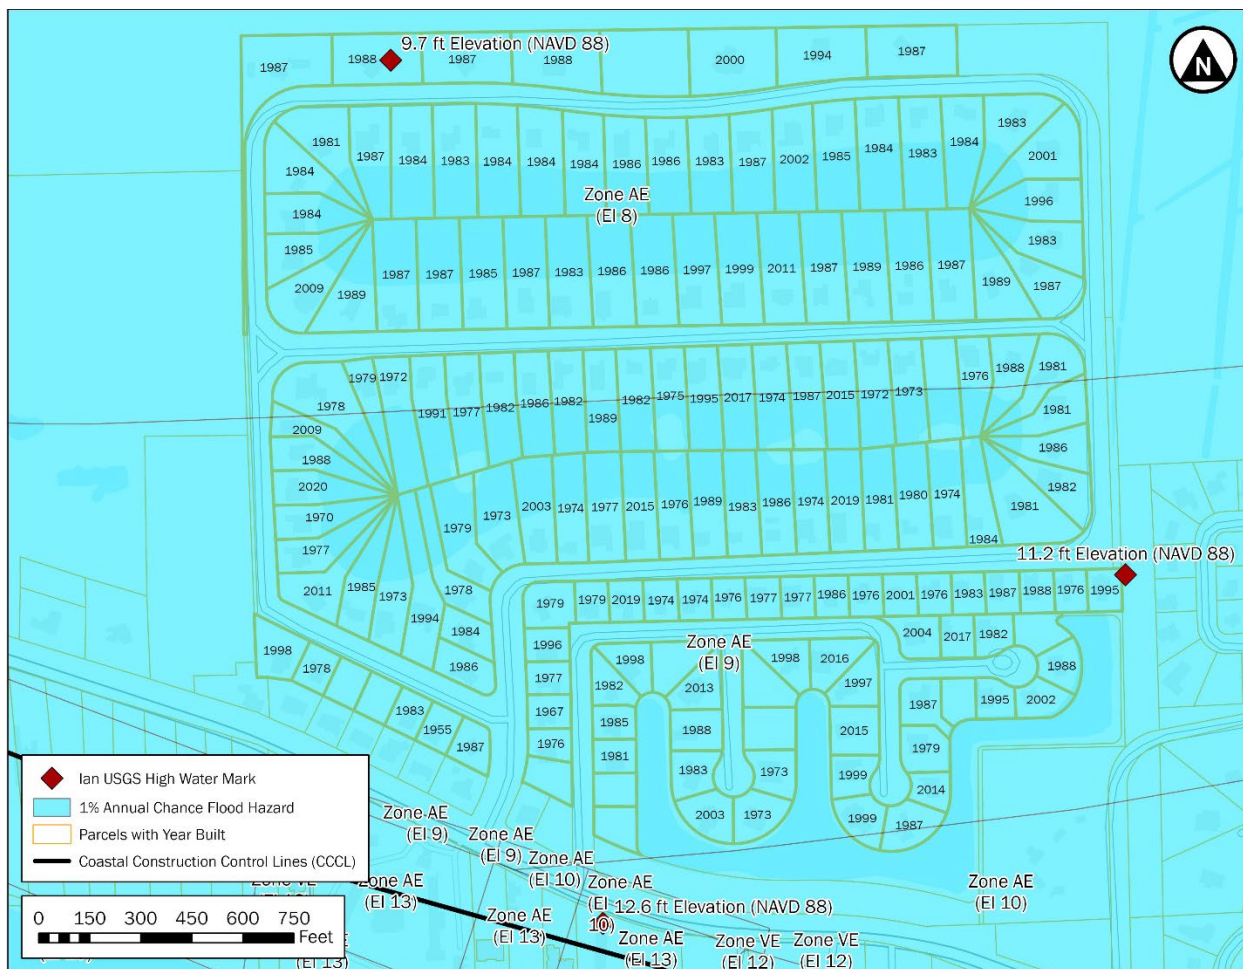 9.7 ft Elevation (NAVD 88)
N
1987 1988 1987 1988 2000 1994 1987
1981 1987 1984 1983 1984 1984 1984 1986 1986 1983 1987 2002 1985 1984 1983 1984 1983
1984 2001
Zone AE
(El 8)
1984 1996
1985 1983
2009 1989 1987 1987 1985 1987 1983 1986 1986 1997 1999 2011 1987 1989 1986 1987 1989 1987
1979 1972 1976 1988 1981
1978 1991 1977 1982 1986 1982 1989 1982 1975 1995 2017 1974 1987 2015 1972 1973 1981
2009 1986
1988
2020 1982
1970 1979 1973 2003 1974 1977 2015 1976 1989 1983 1986 1974 2019 1981 1980 1974 1981
1977 1984
11.2 ft Elevation (NAVD 88)
2011 1985 1973 1994 1978
1984
1986
1979 1979 2019 1974 1974 1976 1977 1977 1986 1976 2001 1976 1983 1987 1988 1976 1995
1998 1978 1983 1955 1987
1996
1977
1967
1976
Zone AE
(El 9)
1998 1998 2016 2004 2017 1982
1982 2013 1997 1988
1985 1988 2015 1987 1995 2002
1981 1983 1973 1999 1979
2014
2003 1973 1999 1987
Ian USGS High Water Mark
1% Annual Chance Flood Hazard
Parcels with Year Built
Coastal Construction Control Lines (CCCL)
Zone AE
(El 9)
Zone AE
(El 9)
Zone AE
(El 10)
Zone AE
(El
10)
12.6 ft Elevation (NAVD 88)
Zone AE
(El 10)
Zone AE
(El 13)
Zone AE
(El 13)
Zone AE
(El 13)
Zone VE
(El 12)
Zone VE
(El 12)
0 150 300 450 600 750
Feet